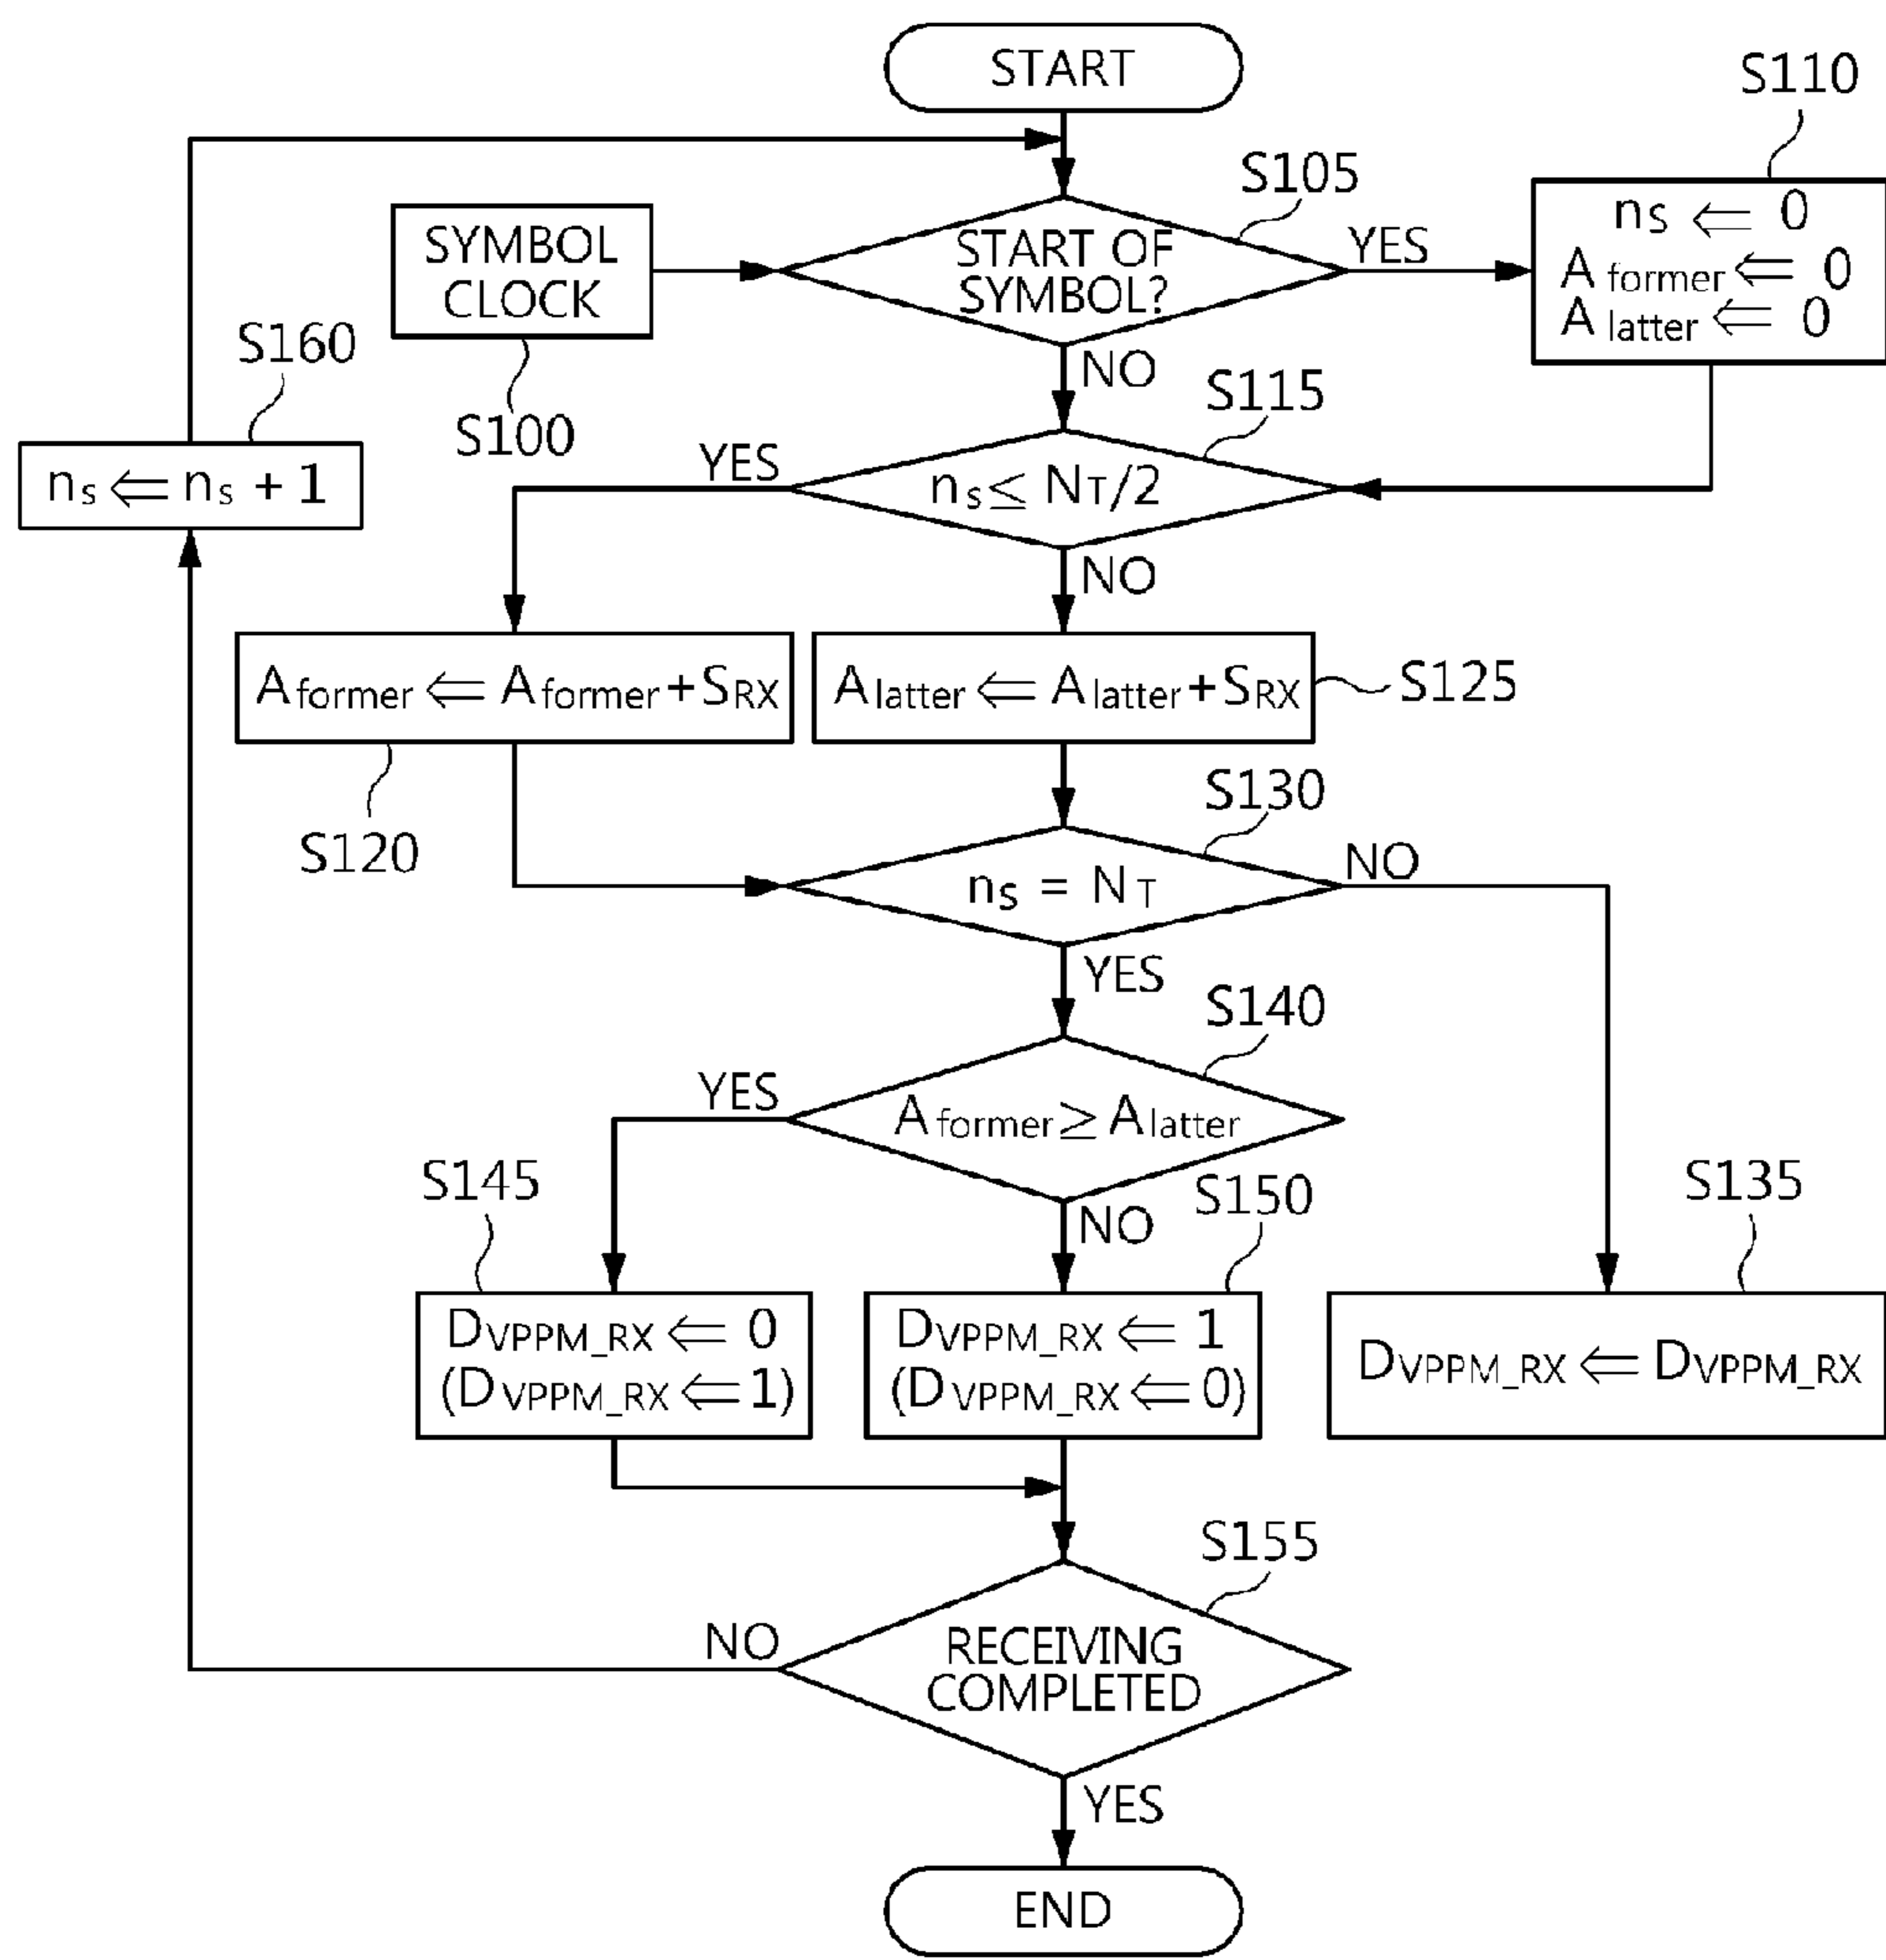 START
S110
S105
SYMBOL
CLOCK
START OF
SYMBOL?
YES
nS ⇐ 0
A former ⇐ 0
A latter ⇐ 0
S160
S100
NO
S115
ns ⇐ ns + 1
YES
ns ≤ NT/2
NO
A former ⇐ A former + SRX
A latter ⇐ A latter + SRX
S125
S120
S130
nS = NT
NO
YES
S140
YES
A former ≥ A latter
S145
NO
S150
S135
DVPPM_RX ⇐ 0
(DVPPM_RX ⇐ 1)
DVPPM_RX ⇐ 1
(DVPPM_RX ⇐ 0)
DVPPM_RX ⇐ DVPPM_RX
S155
NO
RECEIVING
COMPLETED
YES
END